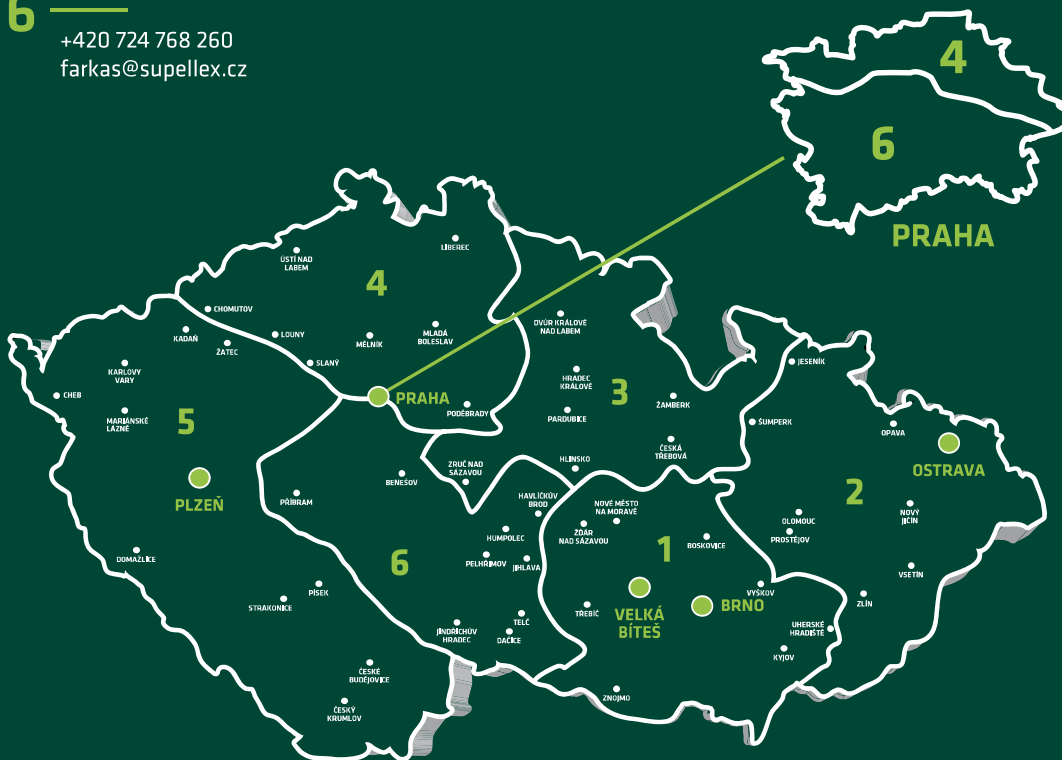 6
+420 724 768 260
farkas@supellex.cz
4
6
PRAHA
LIBEREC
ÚSTÍ NAD
LABEM
4
CHOMUTOV
KADAŇ
ŽATEC
LOUNY
SLANÝ
MĚLNÍK
MLADÁ
BOLESLAV
DVŮR KRÁLOVÉ
NAD LABEM
JESENÍK
KARLOVY
VARY
CHEB
MARIÁNSKÉ
LÁZNĚ
5
PRAHA
PODĚBRADY
HRADEC
KRÁLOVÉ
3
PARDUBICE
ŽAMBERK
ŠUMPERK
OPAVA
OSTRAVA
PLZEŇ
PŘÍBRAM
BENEŠOV
ZRUČ NAD
SÁZAVOU
HLINSKO
ČESKÁ
TŘEBOVÁ
2
NOVÝ
JIČÍN
OLOMOUC
PROSTĚJOV
HAVLÍČKŮV
BROD
NOVÉ MĚSTO
NA MORAVĚ
ŽĎÁR
NAD SÁZAVOU
1
BOSKOVICE
HUMPOLEC
PELHŘIMOV
JIHLAVA
6
DOMAŽLICE
PÍSEK
STRAKONICE
VSETÍN
ZLÍN
VYŠKOV
VELKÁ
BÍTEŠ
BRNO
TŘEBÍČ
TELČ
DAČICE
JINDŘICHŮV
HRADEC
UHERSKÉ
HRADIŠTĚ
KYJOV
ČESKÉ
BUDĚJOVICE
ČESKÝ
KRUMLOV
ZNOJMO